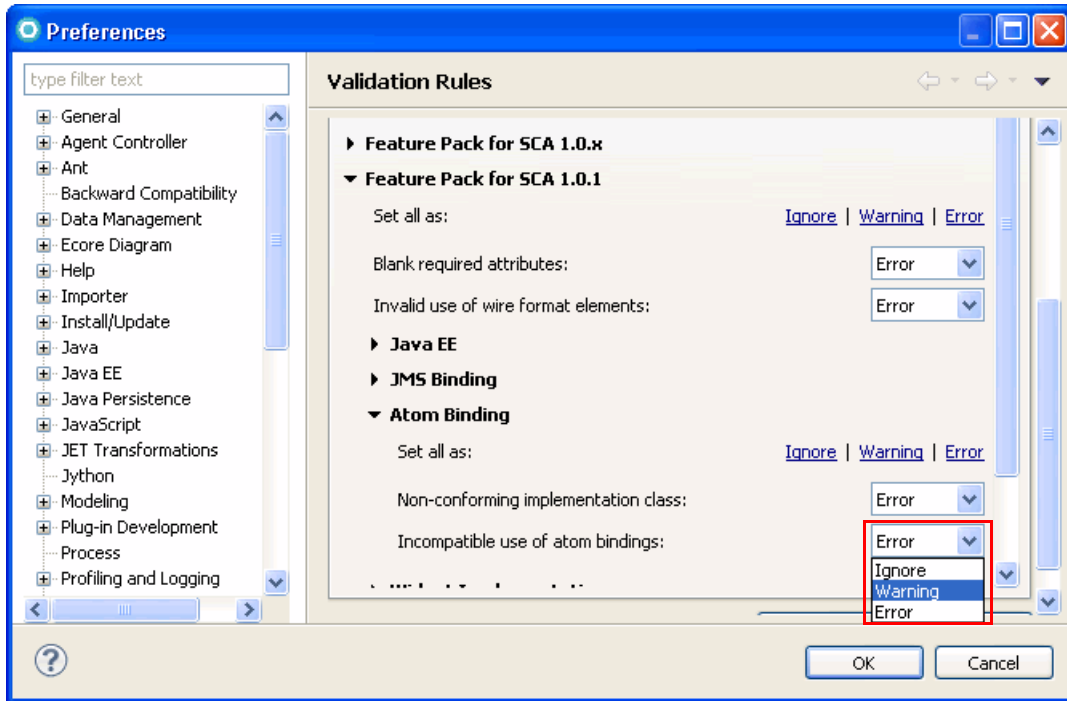 Preferences
type filter text
General
Agent Controller
Ant
Backward Compatibility
Data Management
Ecore Diagram
Help
Importer
Install/Update
Java
Java EE
Java Persistence
JavaScript
JET Transformations
Jython
Modeling
Plug-in Development
Process
Profiling and Logging
Validation Rules
Feature Pack for SCA 1.0.x
Feature Pack for SCA 1.0.1
Set all as: Ignore | Warning | Error
Blank required attributes: Error
Invalid use of wire format elements: Error
Java EE
JMS Binding
Atom Binding
Set all as: Ignore | Warning | Error
Non-conforming implementation class: Error
Incompatible use of atom bindings: Error
Ignore
Warning
Error
OK Cancel